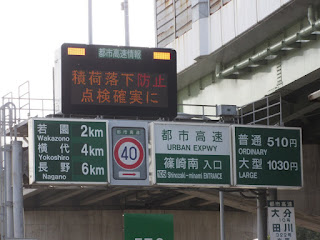 都市高速情報
積荷落下防止
点検確実に
若園 2km
Wakazono
横代 4km
Yokoshiro
長野 6km
Nagano
40
都市高速
URBAN EXPWY
篠崎南 入口
Shinozaki-minami ENTRANCE
普通 510円
ORDINARY
大型 1030円
LARGE
大分
田川